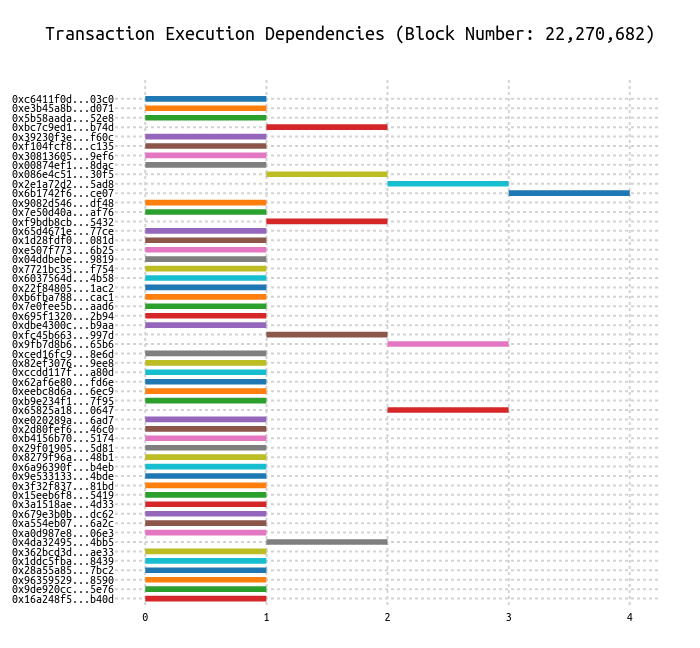 Transaction Execution Dependencies (Block Number: 22,270,682)
0xc6411f0d...03c0
0xe3b45a8b...d071
0x5b58aada...52e8
0xbc7c9ed1...b74d
0x39230f3e...f60c
0xf104fcf8...c135
0x30813605...9ef6
0x00874ef1...8dac
0x086e4c51...30f5
0x2e1a72d2...5ad8
0x6b1742f6...ce07
0x9082d546...df48
0x7e50d40a...af76
0xf9bdb8cb...5432
0x65d4671e...77ce
0x1d28fdf0...081d
0xe507f773...6b25
0x04ddbebe...9819
0x7721bc35...f754
0x6037564d...4b58
0x22f84805...1ac2
0xb6fba788...cac1
0x7e0fee5b...aad6
0x695f1320...2b94
0xdbe4300c...b9aa
0xfc45b663...997d
0x9fb7d8b6...65b6
0xced16fc9...8e6d
0x82ef3076...9ee8
0xccdd117f...a80d
0x62af6e80...fd6e
0xeebc8d6a...6ec9
0xb9e234f1...7f95
0x65825a18...0647
0xe020289a...6ad7
0x2d80fef6...46c0
0xb4156b70...5174
0x29f01905...5d81
0x8279f96a...48b1
0x6a96390f...b4eb
0x9e533133...4bde
0x3f32f837...81bd
0x15eeb6f8...5419
0x3a1518ae...4d33
0x679e3b0b...dc62
0xa554eb07...6a2c
0xa0d987e8...06e3
0x4da32495...4bb5
0x362bcd3d...ae33
0x1ddc5fba...8439
0x28a55a85...7bc2
0x96359529...8590
0x9de920cc...5e76
0x16a248f5...b40d
0 1 2 3 4